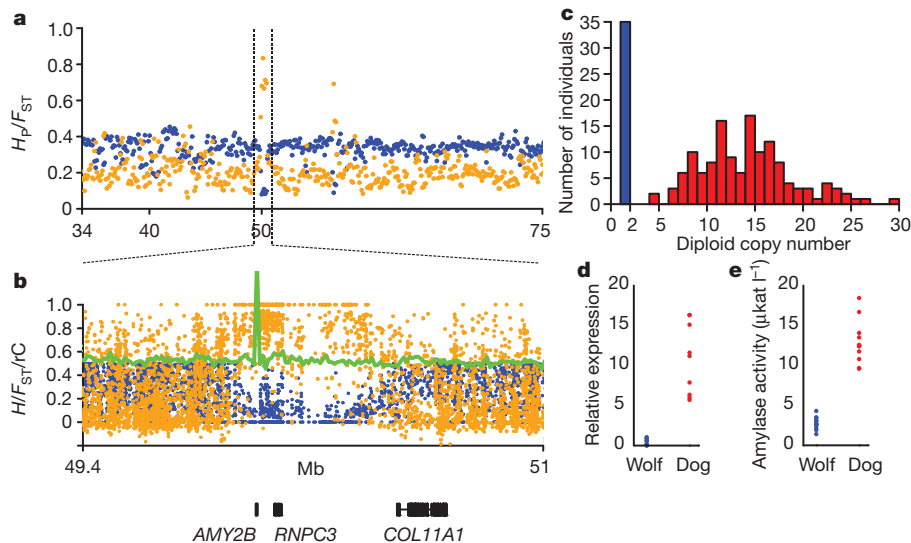 a
1.0
0.8
0.6
0.4
0.2
0
H_P/F_ST
34 40 50 75
b
1.0
0.8
0.6
0.4
0.2
0
H/F_ST/rC
49.4 Mb 51
AMY2B RNPC3 COL11A1
c
35
30
25
20
15
10
5
0
Number of individuals
0 2 5 10 15 20 25 30
Diploid copy number
d
20
15
10
5
0
Relative expression
Wolf Dog
e
20
15
10
5
0
Amylase activity (μkat l⁻¹)
Wolf Dog